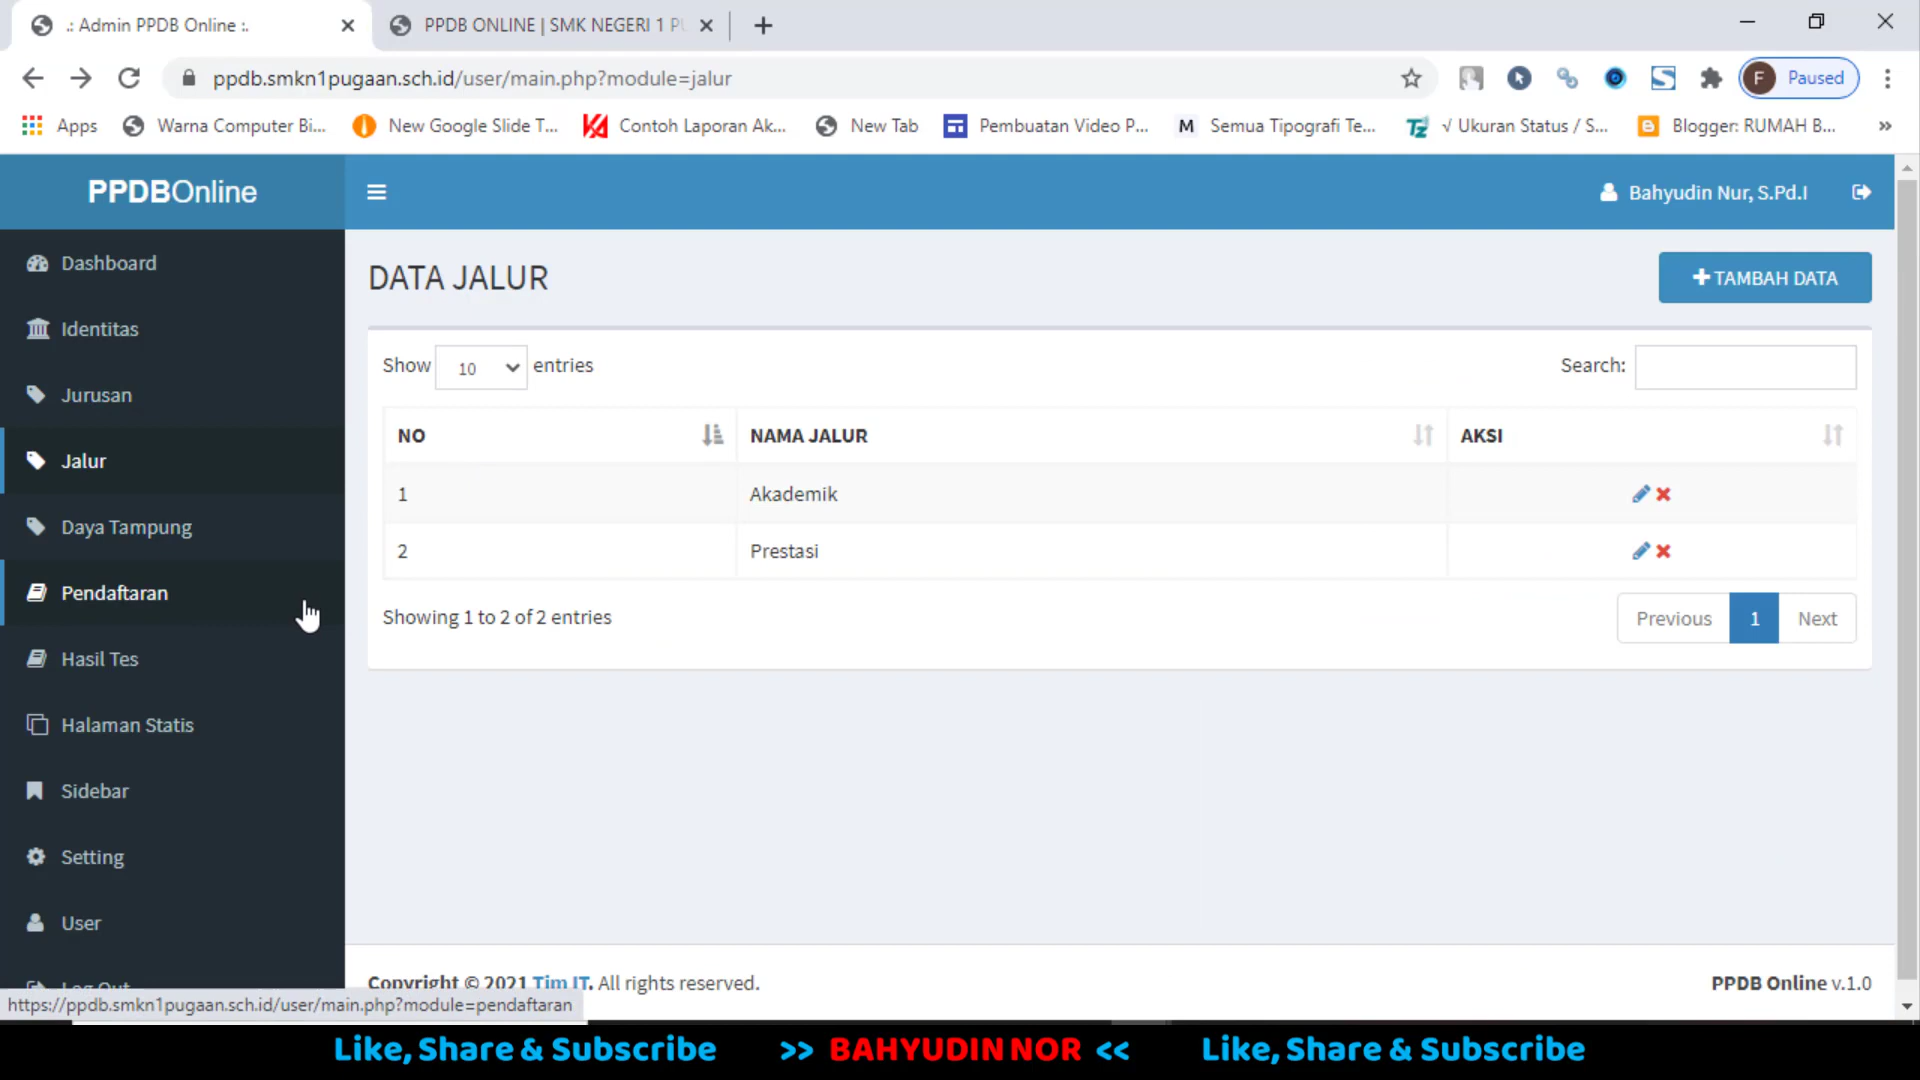 .: Admin PPDB Online :.
PPDB ONLINE | SMK NEGERI 1 P
ppdb.smkn1pugaan.sch.id/user/main.php?module=jalur
Paused
Apps
Warna Computer Bi...
New Google Slide T...
Contoh Laporan Ak...
New Tab
Pembuatan Video P...
Semua Tipografi Te...
√ Ukuran Status / S...
Blogger: RUMAH B...
PPDBOnline
Bahyudin Nur, S.Pd.I
Dashboard
Identitas
Jurusan
Jalur
Daya Tampung
Pendaftaran
Hasil Tes
Halaman Statis
Sidebar
Setting
User
Log Out
DATA JALUR
TAMBAH DATA
Show 10 entries
Search:
NO NAMA JALUR AKSI
1 Akademik
2 Prestasi
Showing 1 to 2 of 2 entries
Previous 1 Next
Copyright © 2021 Tim IT. All rights reserved.
PPDB Online v.1.0
https://ppdb.smkn1pugaan.sch.id/user/main.php?module=pendaftaran
Like, Share & Subscribe >> BAHYUDIN NOR << Like, Share & Subscribe